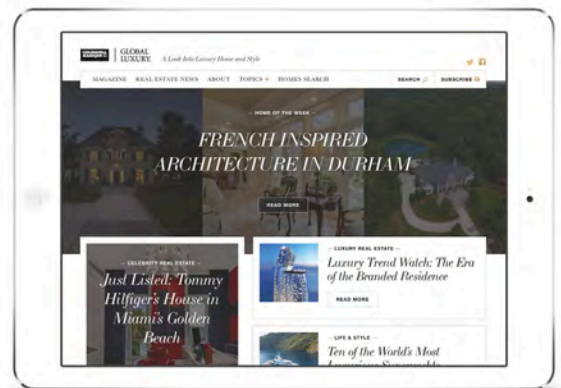 COLDWELL BANKER
GLOBAL LUXURY.
A Look Into Luxury Home and Style
MAGAZINE REAL ESTATE NEWS ABOUT TOPICS HOMES SEARCH
SEARCH SUBSCRIBE
– HOME OF THE WEEK –
FRENCH INSPIRED
ARCHITECTURE IN DURHAM
READ MORE
– CELEBRITY REAL ESTATE –
Just Listed: Tommy
Hilfiger's House in
Miami's Golden
Beach
– LUXURY REAL ESTATE –
Luxury Trend Watch: The Era
of the Branded Residence
READ MORE
– LIFE & STYLE –
Ten of the World's Most